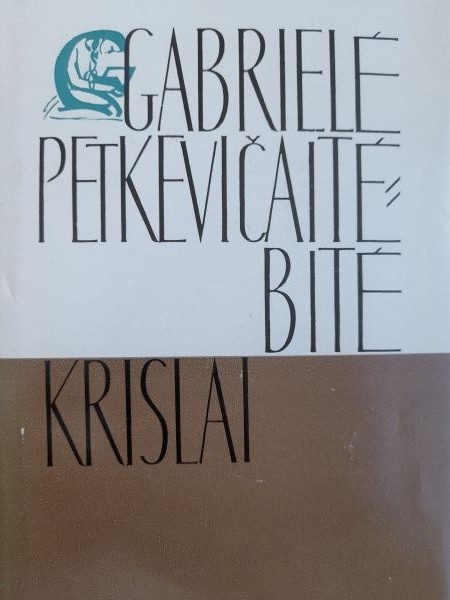 GABRIELĖ
PETKEVIČAITĖ-
BITĖ
KRISLAI